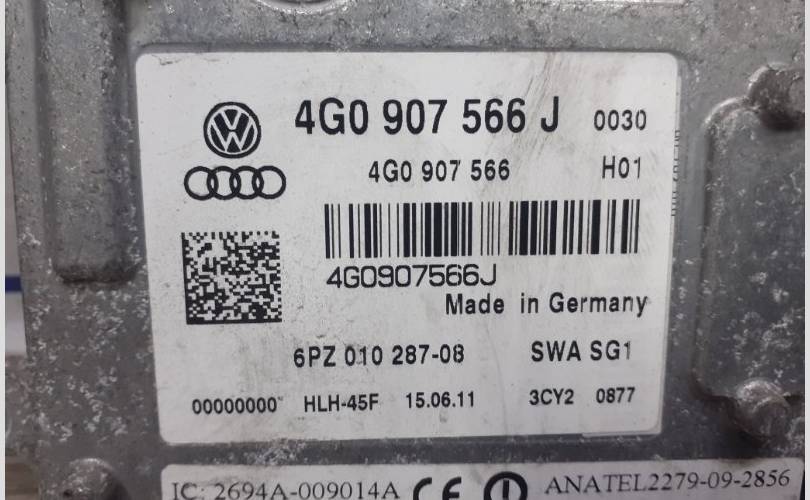 4G0 907 566 J 0030
4G0 907 566 H01
4G0907566J
Made in Germany
6PZ 010 287-08 SWA SG1
00000000 HLH-45F 15.06.11 3CY2 0877
IC: 2694A-009014A CE ANATEL2279-09-2856